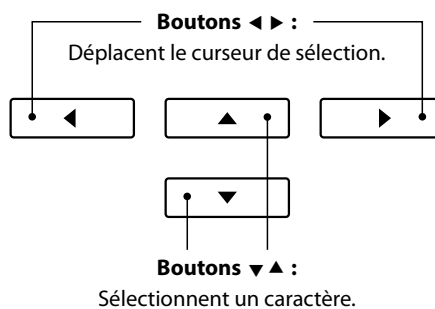 Boutons ◀ ▶ :
Déplacent le curseur de sélection.
Boutons ▼ ▲ :
Sélectionnent un caractère.